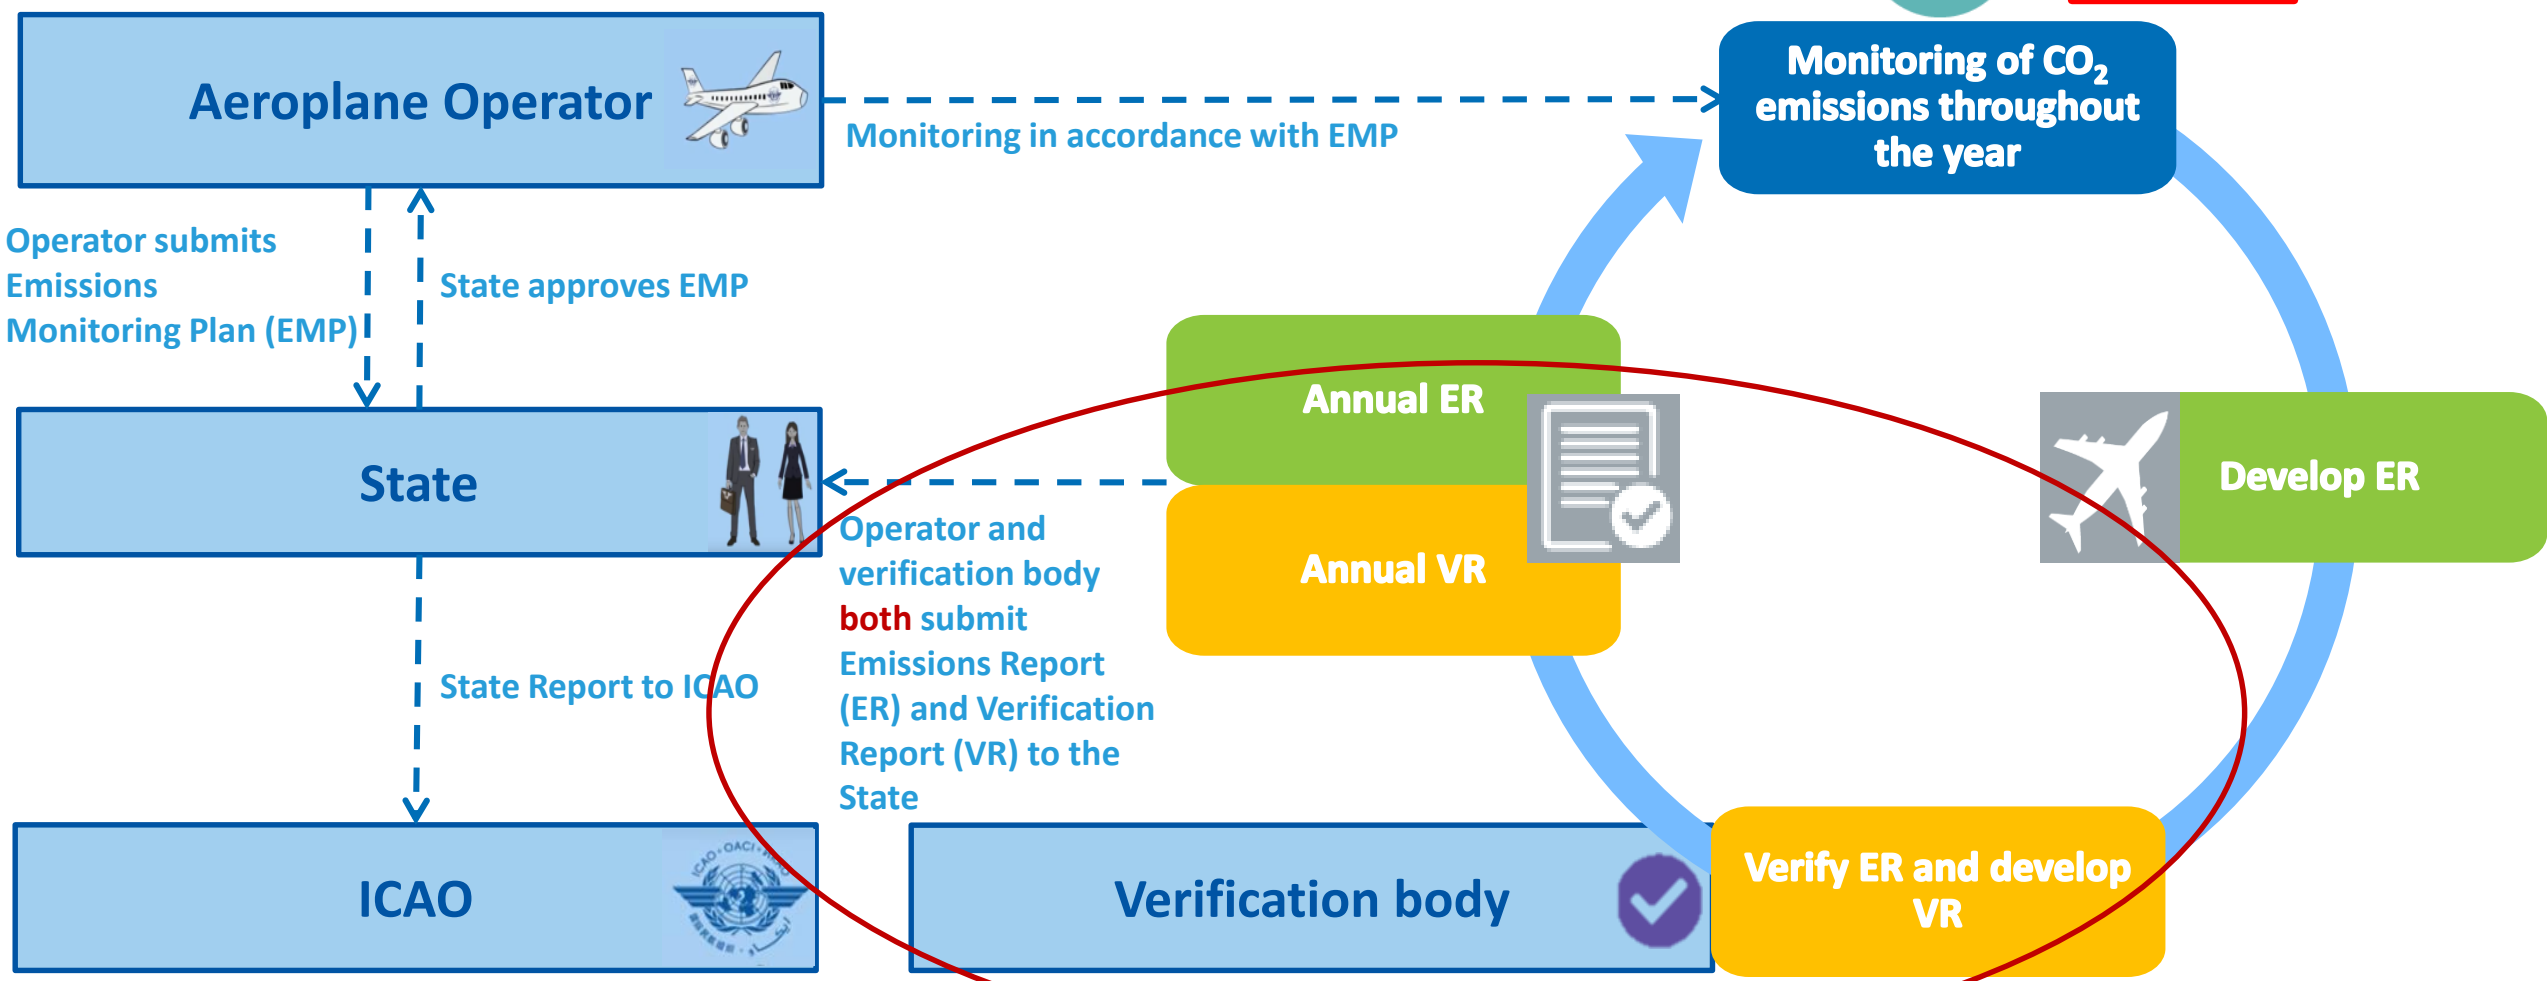 Aeroplane Operator
Monitoring in accordance with EMP
Monitoring of CO₂
emissions throughout
the year
Operator submits
Emissions
Monitoring Plan (EMP)
State approves EMP
State
Annual ER
Annual VR
Develop ER
Operator and
verification body
both submit
Emissions Report
(ER) and Verification
Report (VR) to the
State
State Report to ICAO
ICAO
ICAO · OACI ·
Verification body
Verify ER and develop
VR